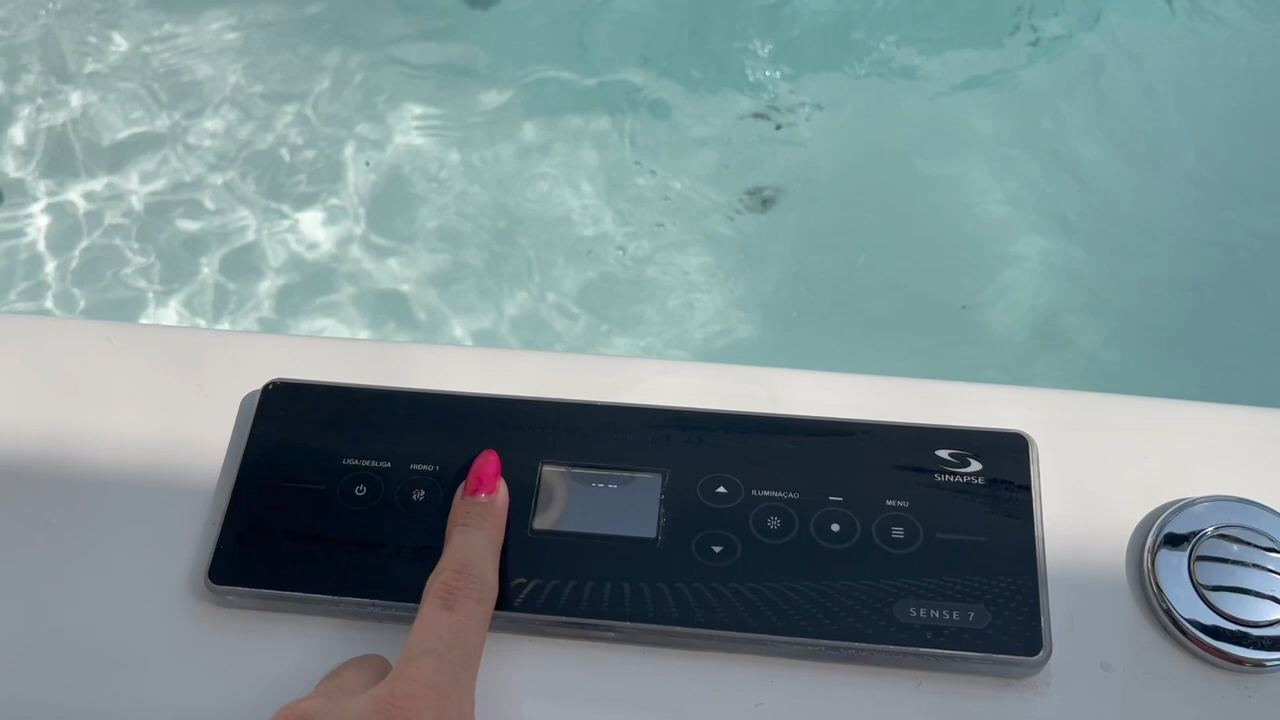 LIGA/DESLIGA
HIDRO 1
ILUMINAÇÃO
MENU
SINAPSE
SENSE 7